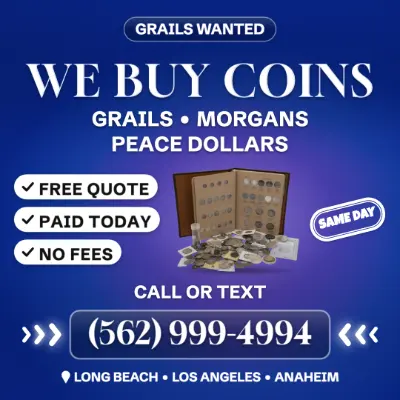 GRAILS WANTED
WE BUY COINS
GRAILS • MORGANS
PEACE DOLLARS
✓ FREE QUOTE
✓ PAID TODAY
✓ NO FEES
SAME DAY
CALL OR TEXT
(562) 999-4994
LONG BEACH • LOS ANGELES • ANAHEIM